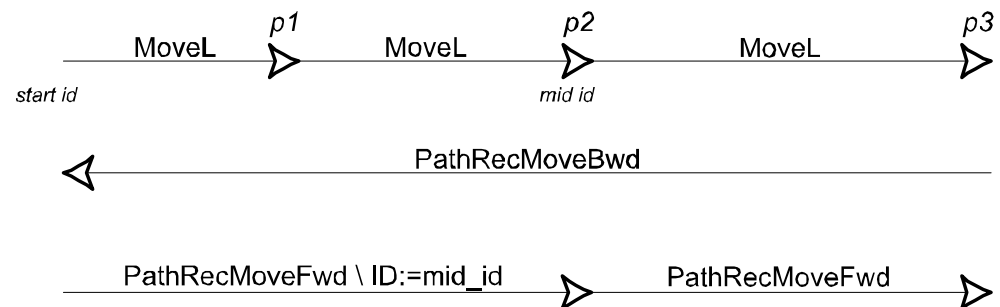 p1 p2 p3
MoveL MoveL MoveL
start id mid id
PathRecMoveBwd
PathRecMoveFwd \ ID:=mid_id PathRecMoveFwd